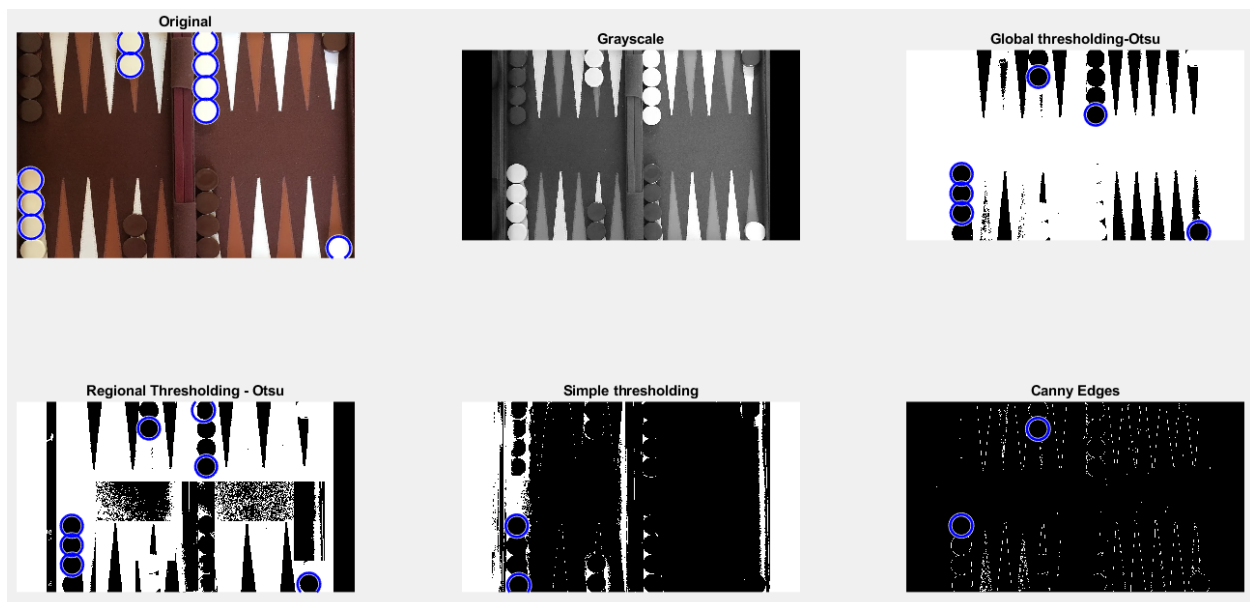 Original
Grayscale
Global thresholding-Otsu
Regional Thresholding - Otsu
Simple thresholding
Canny Edges